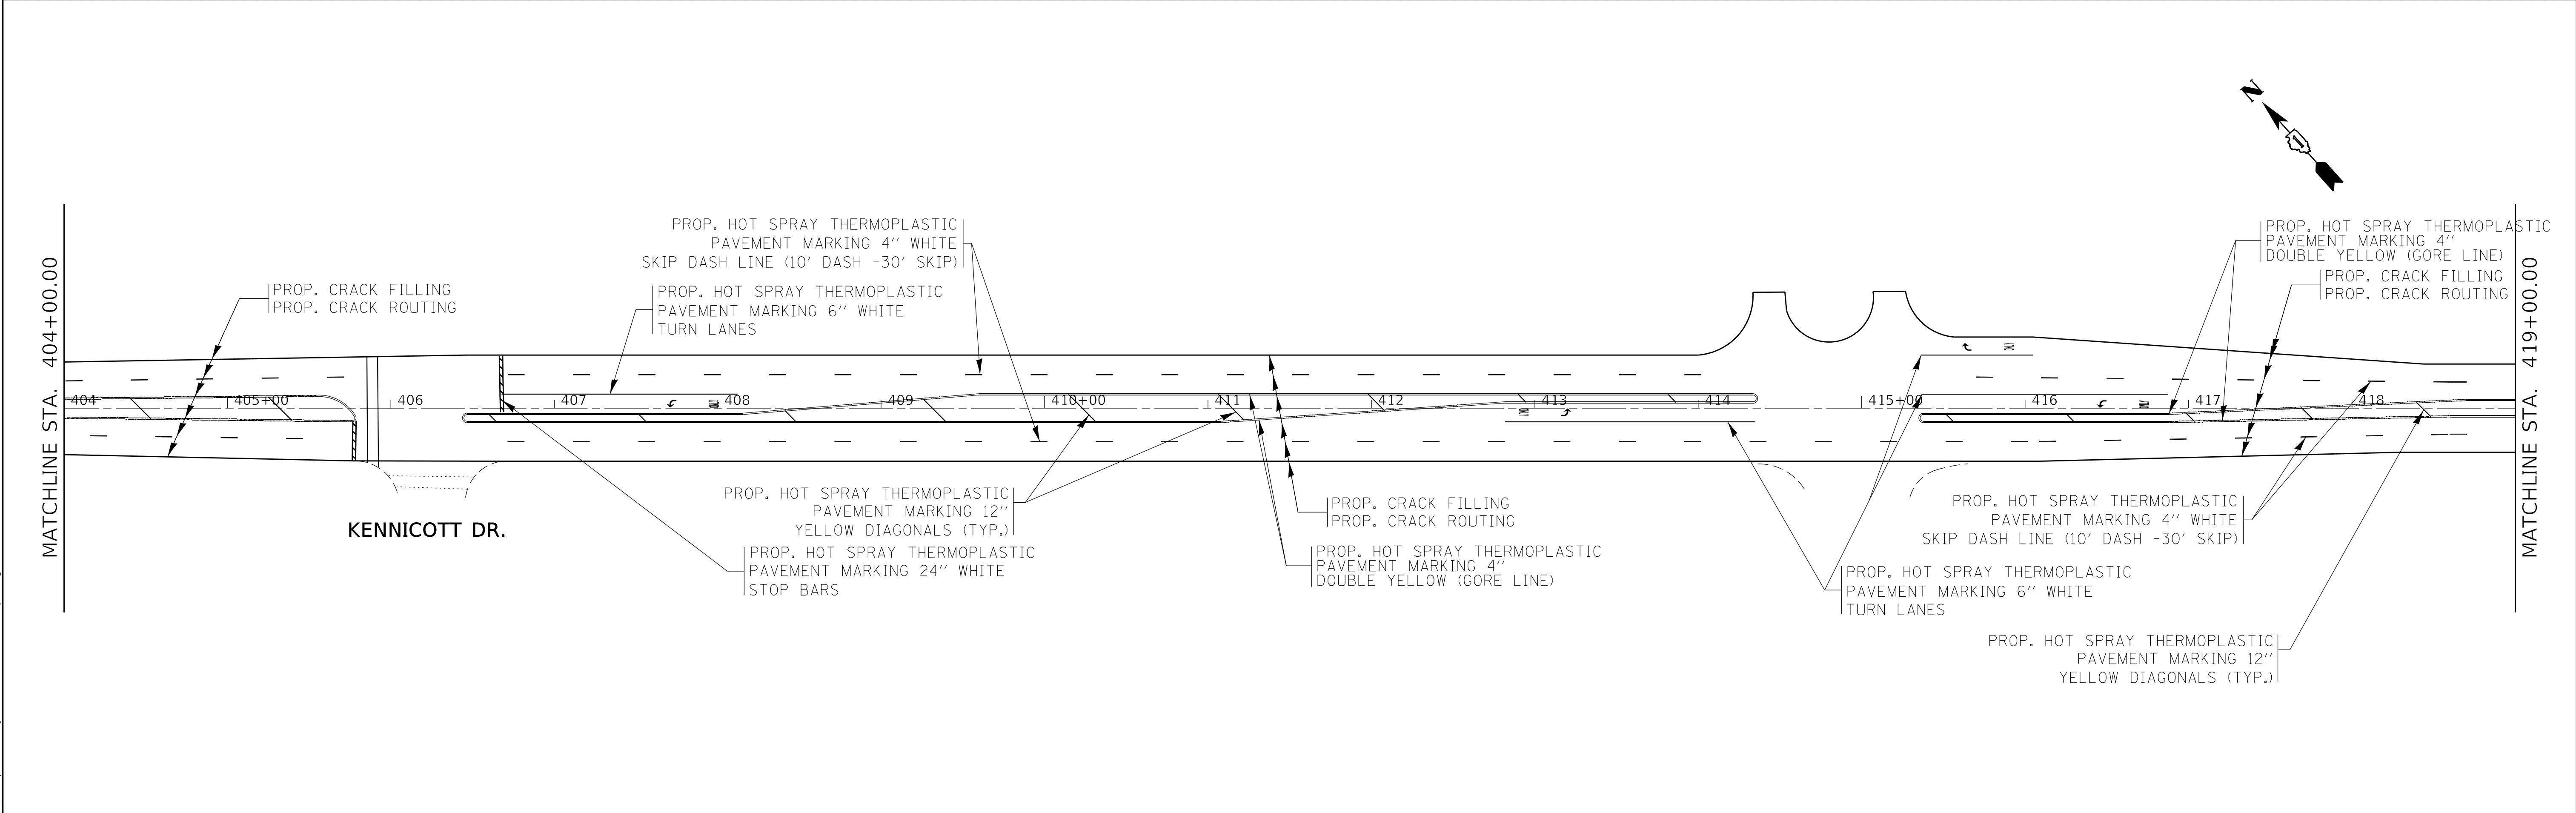 N
1
MATCHLINE STA. 404+00.00
PROP. CRACK FILLING
PROP. CRACK ROUTING
PROP. HOT SPRAY THERMOPLASTIC
PAVEMENT MARKING 4'' WHITE
SKIP DASH LINE (10' DASH -30' SKIP)
PROP. HOT SPRAY THERMOPLASTIC
PAVEMENT MARKING 6'' WHITE
TURN LANES
PROP. HOT SPRAY THERMOPLASTIC
PAVEMENT MARKING 4''
DOUBLE YELLOW (GORE LINE)
PROP. CRACK FILLING
PROP. CRACK ROUTING
MATCHLINE STA. 419+00.00
404
405+00
406
407
408
409
410+00
411
412
413
414
415+00
416
417
418
KENNICOTT DR.
PROP. HOT SPRAY THERMOPLASTIC
PAVEMENT MARKING 12''
YELLOW DIAGONALS (TYP.)
PROP. HOT SPRAY THERMOPLASTIC
PAVEMENT MARKING 24'' WHITE
STOP BARS
PROP. CRACK FILLING
PROP. CRACK ROUTING
PROP. HOT SPRAY THERMOPLASTIC
PAVEMENT MARKING 4''
DOUBLE YELLOW (GORE LINE)
PROP. HOT SPRAY THERMOPLASTIC
PAVEMENT MARKING 4'' WHITE
SKIP DASH LINE (10' DASH -30' SKIP)
PROP. HOT SPRAY THERMOPLASTIC
PAVEMENT MARKING 6'' WHITE
TURN LANES
PROP. HOT SPRAY THERMOPLASTIC
PAVEMENT MARKING 12''
YELLOW DIAGONALS (TYP.)